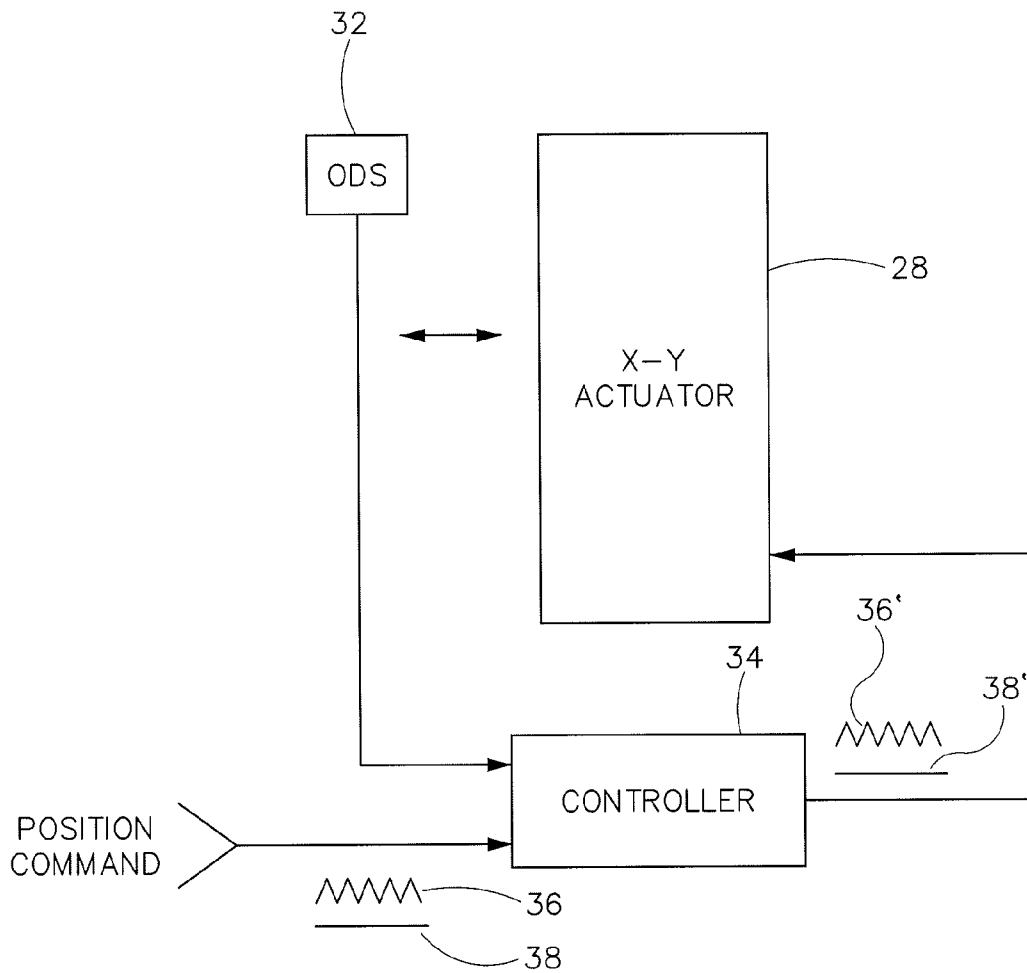 32
ODS
28
X-Y
ACTUATOR
36'
34
38'
CONTROLLER
POSITION
COMMAND
36
38